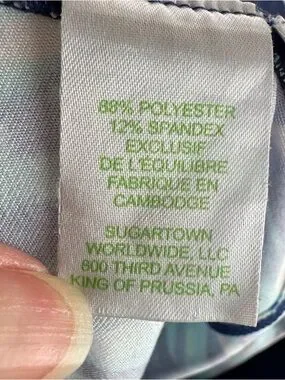 88% POLYESTER
12% SPANDEX
EXCLUSIF
DE L'EQUILIBRE
FABRIQUE EN
CAMBODGE
SUGARTOWN
WORLDWIDE, LLC
800 THIRD AVENUE
KING OF PRUSSIA, PA